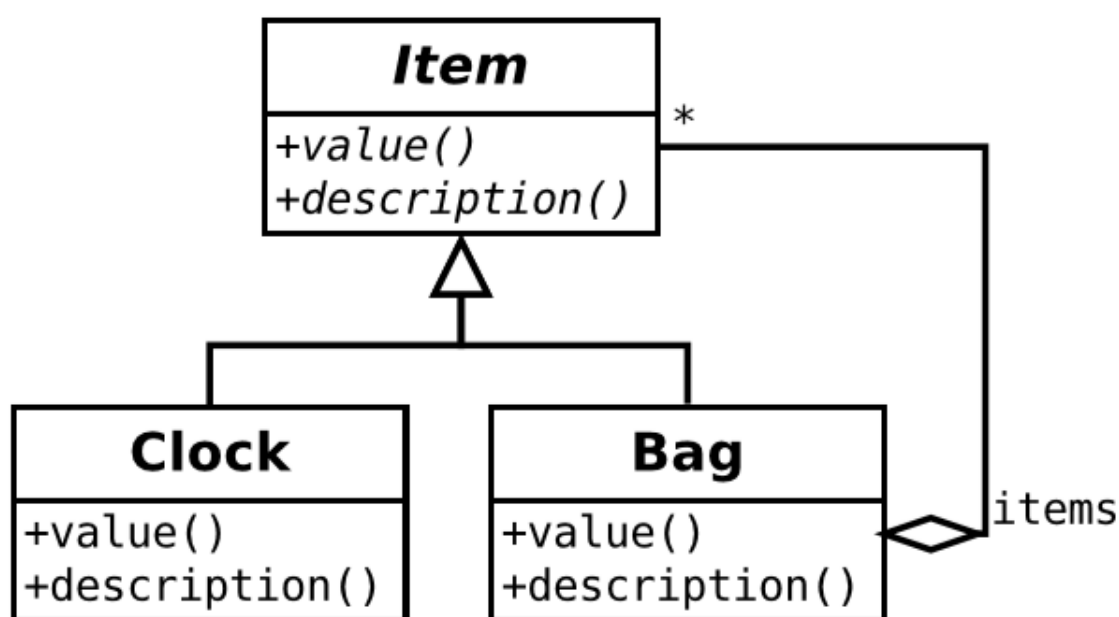 Item
+value()
+description()
*
Clock
+value()
+description()
Bag
+value()
+description()
items